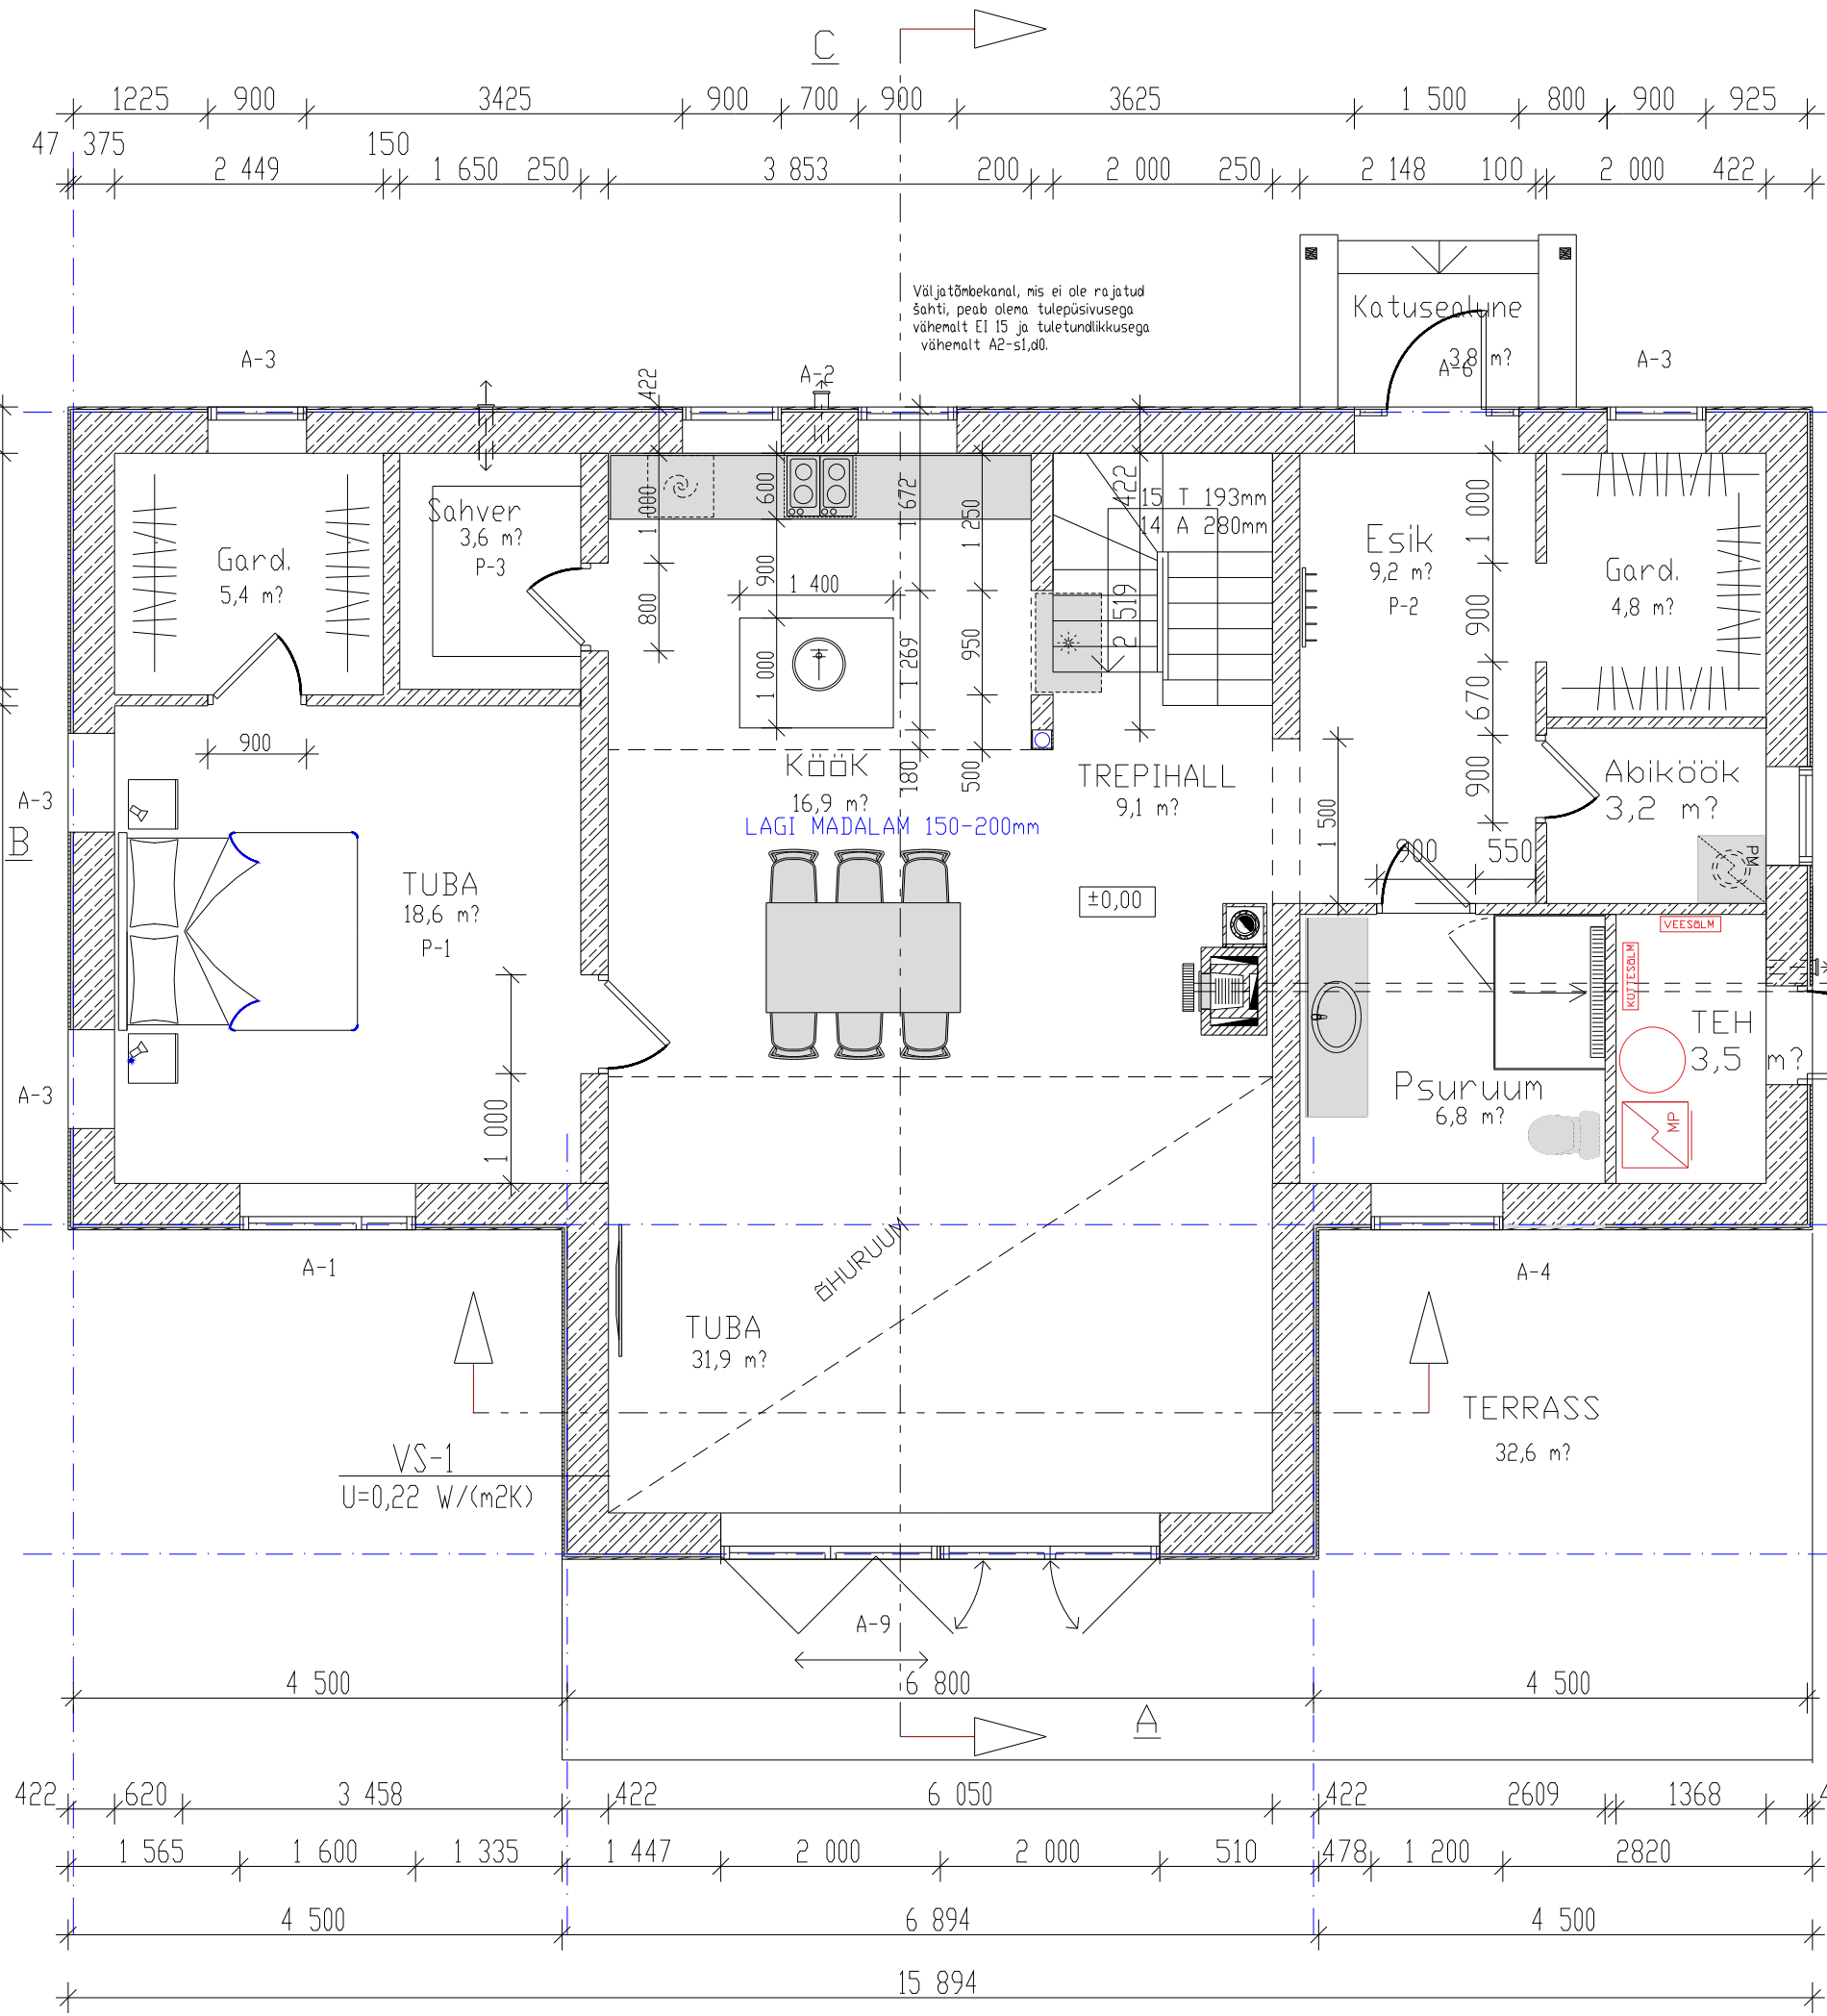 C
1225 900 3425 900 700 900 3625 1 500 800 900 925
47 375 150
2 449 1 650 250 3 853 200 2 000 250 2 148 100 2 000 422
Väljatõmbekanal, mis ei ole rajatud
šahti, peab olema tulepüsivusega
vähemalt EI 15 ja tuletundlikkusega
vähemalt A2-s1,d0.
Katusealune
3,8 m?
A-6
A-3
A-2
A-3
422
Sahver
3,6 m?
P-3
Gard.
5,4 m?
1 000
600
1 672
1 250
422
15 T 193mm
14 A 280mm
Esik
9,2 m?
P-2
1 000
Gard.
4,8 m?
800
900
1 400
1 000
1 269
950
2 519
900
670
900
900
180
500
KÖÖK
16,9 m?
LAGI MADALAM 150-200mm
TREPIHALL
9,1 m?
1 500
Abiköök
3,2 m?
PM
A-3
B
TUBA
18,6 m?
P-1
±0,00
900 550
VEESÕLM
KÜTTESÕLM
TEH
3,5 m?
MP
A-3
1 000
Psuruum
6,8 m?
ÕHURUUM
A-1
A-4
TUBA
31,9 m?
TERRASS
32,6 m?
VS-1
U=0,22 W/(m2K)
A-9
4 500 6 800 4 500
A
422 620 3 458 422 6 050 422 2609 1368
1 565 1 600 1 335 1 447 2 000 2 000 510 478 1 200 2820
4 500 6 894 4 500
15 894